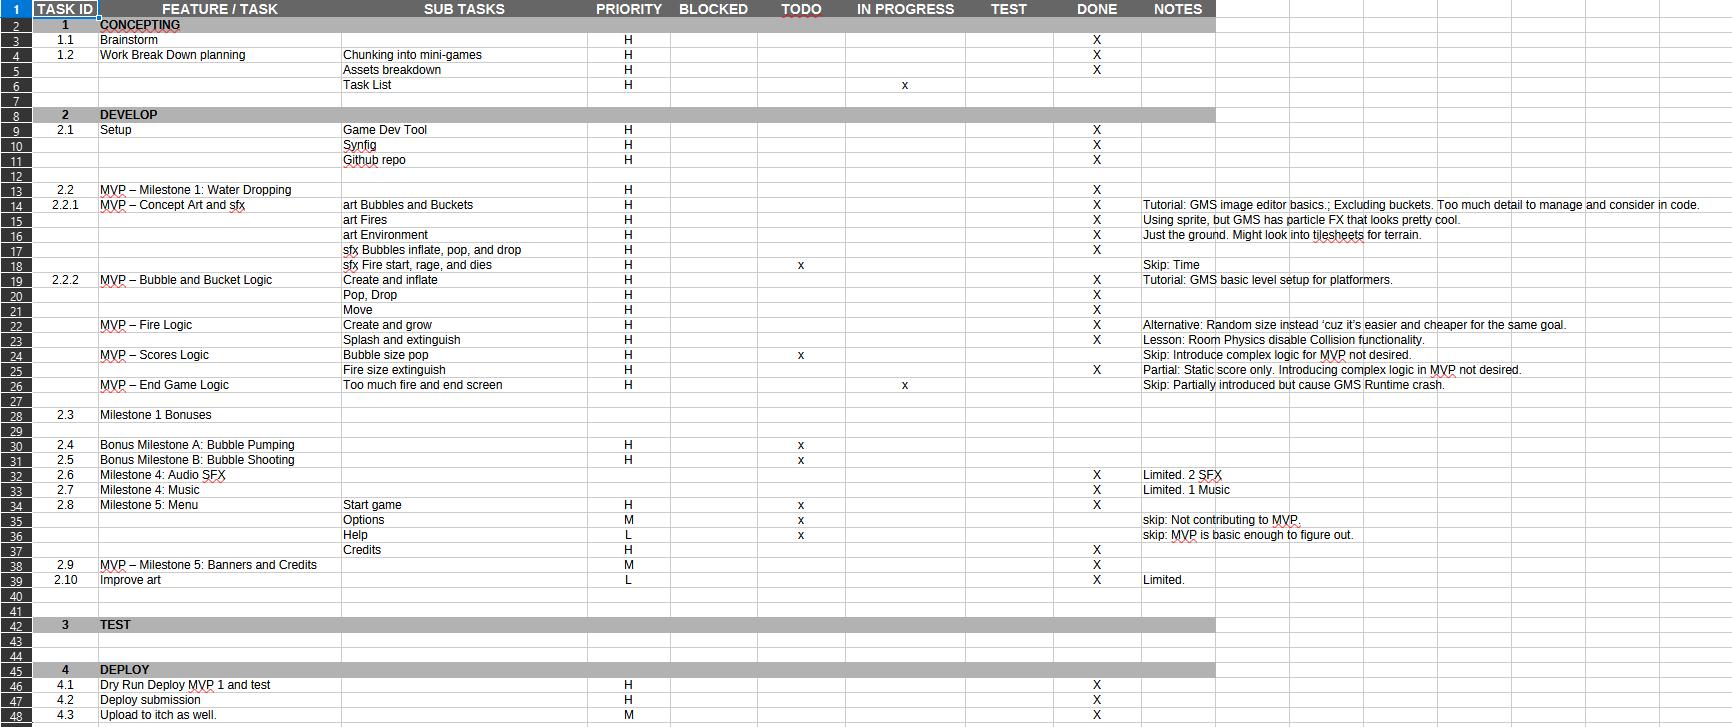 1 TASK ID FEATURE / TASK SUB TASKS PRIORITY BLOCKED TODO IN PROGRESS TEST DONE NOTES
2 1 CONCEPTING
3 1.1 Brainstorm H X
4 1.2 Work Break Down planning Chunking into mini-games H X
5 Assets breakdown H X
6 Task List H x
7
8 2 DEVELOP
9 2.1 Setup Game Dev Tool H X
10 Synfig H X
11 Github repo H X
12
13 2.2 MVP – Milestone 1: Water Dropping H X
14 2.2.1 MVP – Concept Art and sfx art Bubbles and Buckets H X Tutorial: GMS image editor basics.; Excluding buckets. Too much detail to manage and consider in code.
15 art Fires H X Using sprite, but GMS has particle FX that looks pretty cool.
16 art Environment H X Just the ground. Might look into tilesheets for terrain.
17 sfx Bubbles inflate, pop, and drop H X
18 sfx Fire start, rage, and dies H x Skip: Time
19 2.2.2 MVP – Bubble and Bucket Logic Create and inflate H X Tutorial: GMS basic level setup for platformers.
20 Pop, Drop H X
21 Move H X
22 MVP – Fire Logic Create and grow H X Alternative: Random size instead ‘cuz it’s easier and cheaper for the same goal.
23 Splash and extinguish H X Lesson: Room Physics disable Collision functionality.
24 MVP – Scores Logic Bubble size pop H x Skip: Introduce complex logic for MVP not desired.
25 Fire size extinguish H X Partial: Static score only. Introducing complex logic in MVP not desired.
26 MVP – End Game Logic Too much fire and end screen H x Skip: Partially introduced but cause GMS Runtime crash.
27
28 2.3 Milestone 1 Bonuses
29
30 2.4 Bonus Milestone A: Bubble Pumping H x
31 2.5 Bonus Milestone B: Bubble Shooting H x
32 2.6 Milestone 4: Audio SFX X Limited. 2 SFX
33 2.7 Milestone 4: Music X Limited. 1 Music
34 2.8 Milestone 5: Menu Start game H x X
35 Options M x skip: Not contributing to MVP.
36 Help L x skip: MVP is basic enough to figure out.
37 Credits H X
38 2.9 MVP – Milestone 5: Banners and Credits M X
39 2.10 Improve art L X Limited.
40
41
42 3 TEST
43
44
45 4 DEPLOY
46 4.1 Dry Run Deploy MVP 1 and test H X
47 4.2 Deploy submission H X
48 4.3 Upload to itch as well. M X